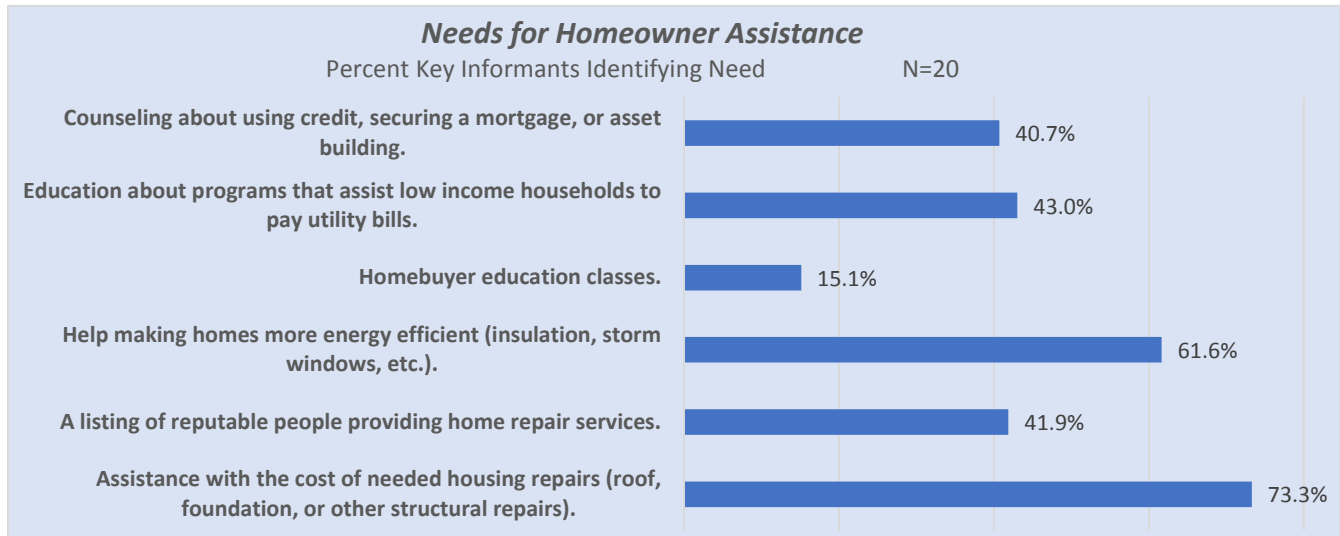 Needs for Homeowner Assistance
Percent Key Informants Identifying Need N=20
Counseling about using credit, securing a mortgage, or asset
building.
40.7%
Education about programs that assist low income households to
pay utility bills.
43.0%
Homebuyer education classes.
15.1%
Help making homes more energy efficient (insulation, storm
windows, etc.).
61.6%
A listing of reputable people providing home repair services.
41.9%
Assistance with the cost of needed housing repairs (roof,
foundation, or other structural repairs).
73.3%